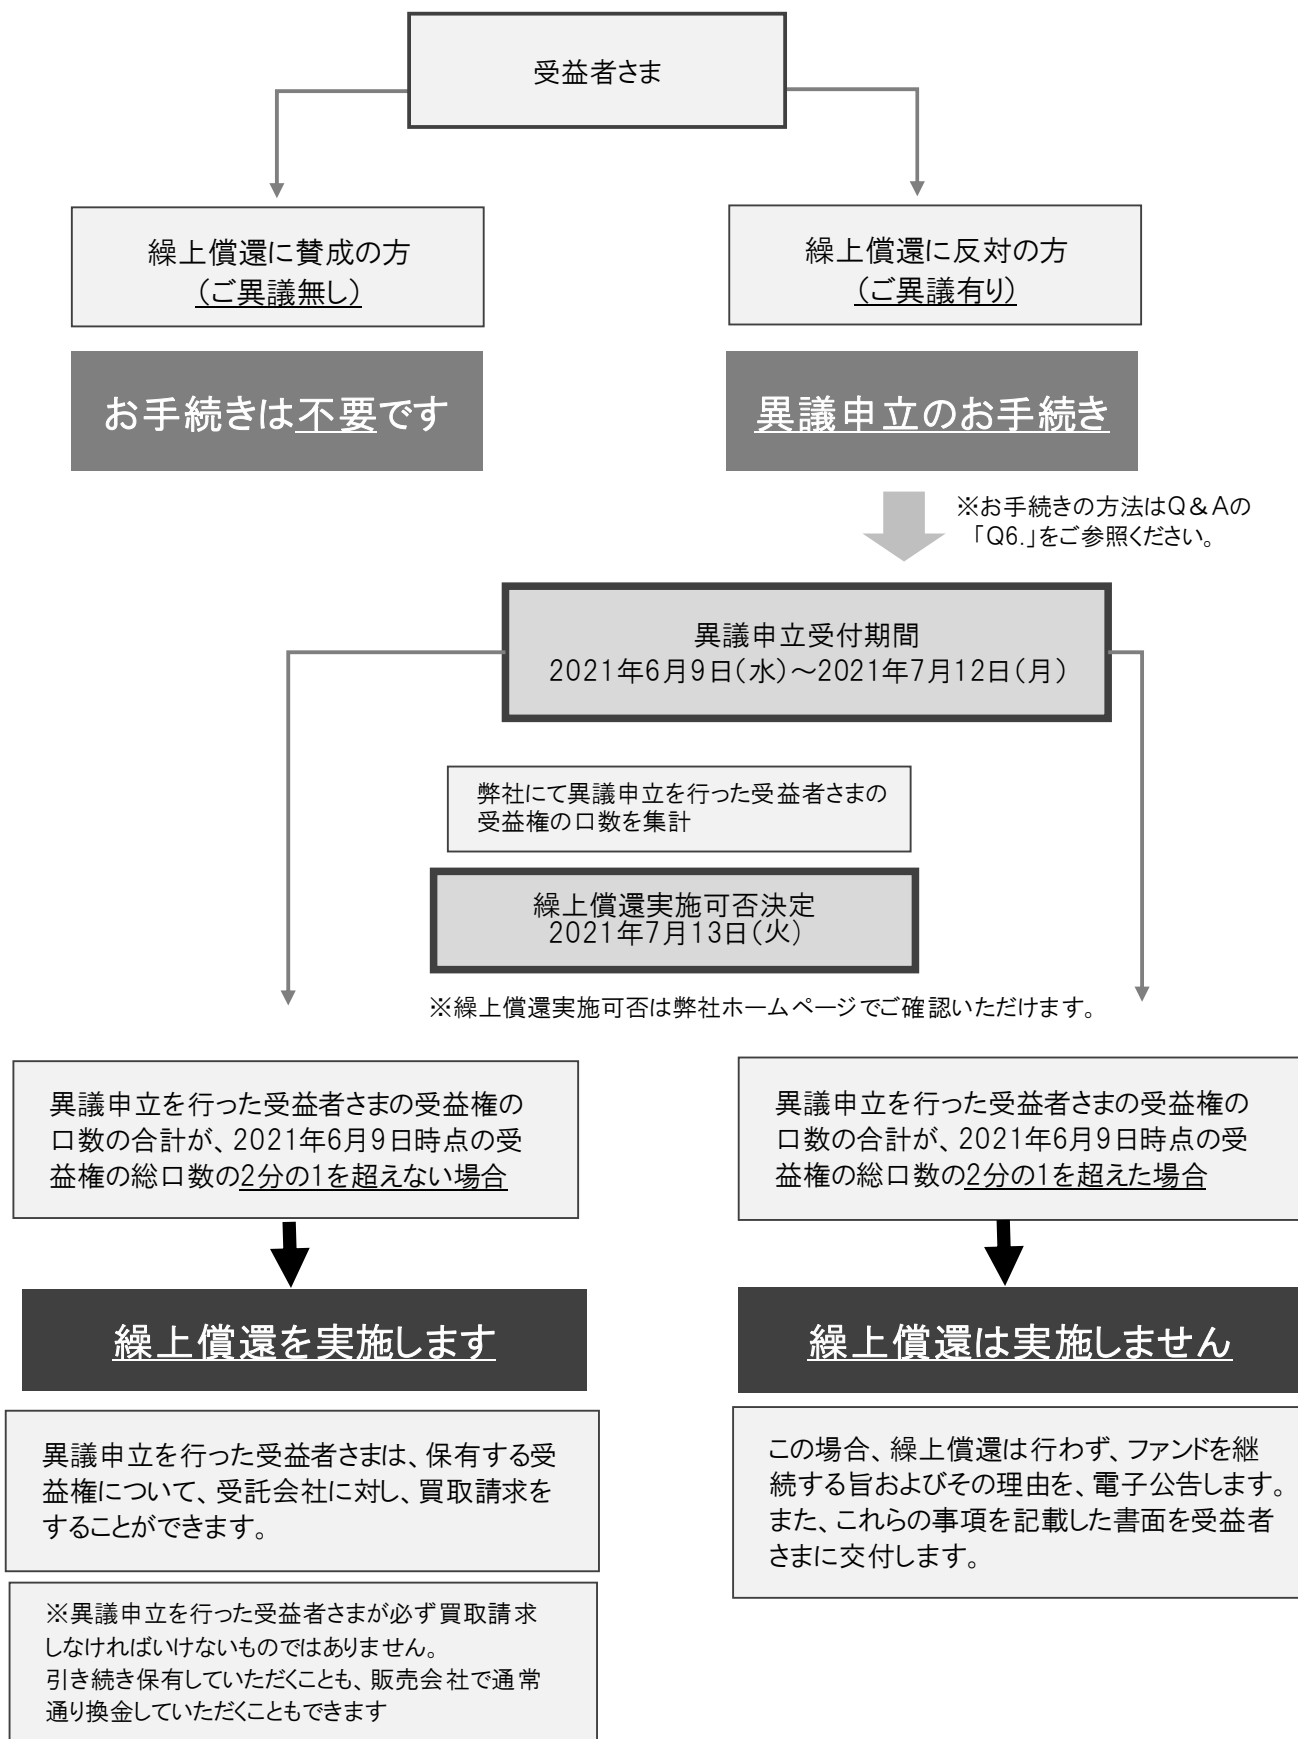 受益者さま
繰上償還に賛成の方
（ご異議無し）
繰上償還に反対の方
（ご異議有り）
お手続きは不要です
異議申立のお手続き
※お手続きの方法はQ＆Aの
「Q6.」をご参照ください。
異議申立受付期間
2021年6月9日（水）～2021年7月12日（月）
弊社にて異議申立を行った受益者さまの
受益権の口数を集計
繰上償還実施可否決定
2021年7月13日（火）
※繰上償還実施可否は弊社ホームページでご確認いただけます。
異議申立を行った受益者さまの受益権の
口数の合計が、2021年6月9日時点の受
益権の総口数の2分の1を超えない場合
異議申立を行った受益者さまの受益権の
口数の合計が、2021年6月9日時点の受
益権の総口数の2分の1を超えた場合
繰上償還を実施します
繰上償還は実施しません
異議申立を行った受益者さまは、保有する受
益権について、受託会社に対し、買取請求を
することができます。
この場合、繰上償還は行わず、ファンドを継
続する旨およびその理由を、電子公告します。
また、これらの事項を記載した書面を受益者
さまに交付します。
※異議申立を行った受益者さまが必ず買取請求
しなければいけないものではありません。
引き続き保有していただくことも、販売会社で通常
通り換金していただくこともできます